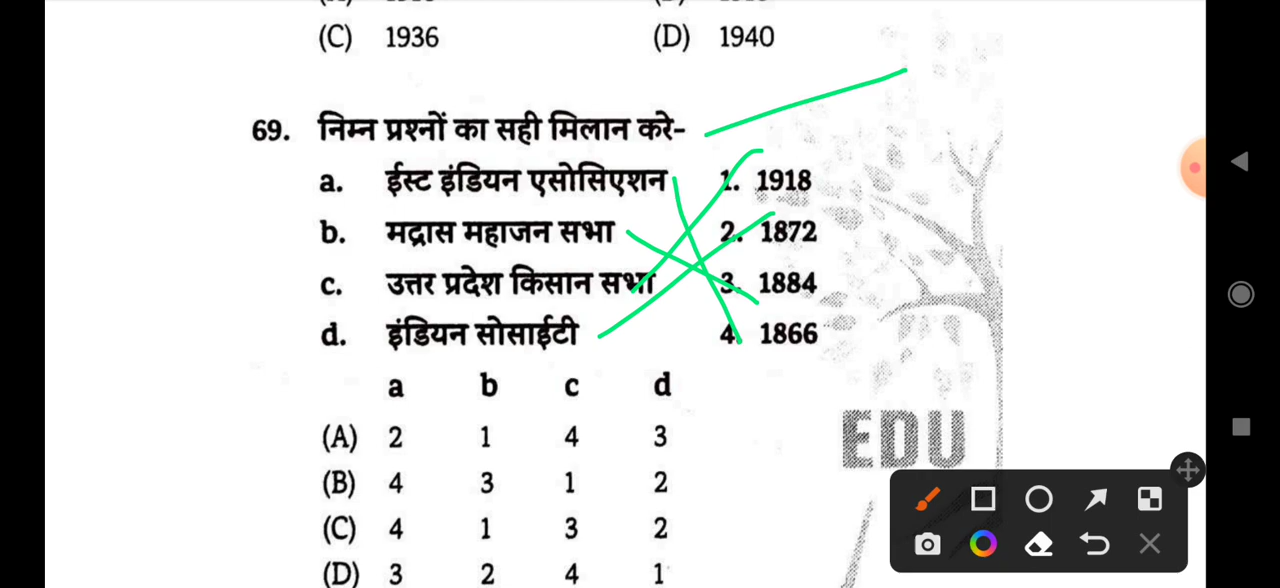 (C) 1936 (D) 1940
69. निम्न प्रश्नों का सही मिलान करे-
a. ईस्ट इंडियन एसोसिएशन 1. 1918
b. मद्रास महाजन सभा 2. 1872
c. उत्तर प्रदेश किसान सभा 3. 1884
d. इंडियन सोसाईटी 4. 1866
a b c d
(A) 2 1 4 3
(B) 4 3 1 2
(C) 4 1 3 2
(D) 3 2 4 1
EDU